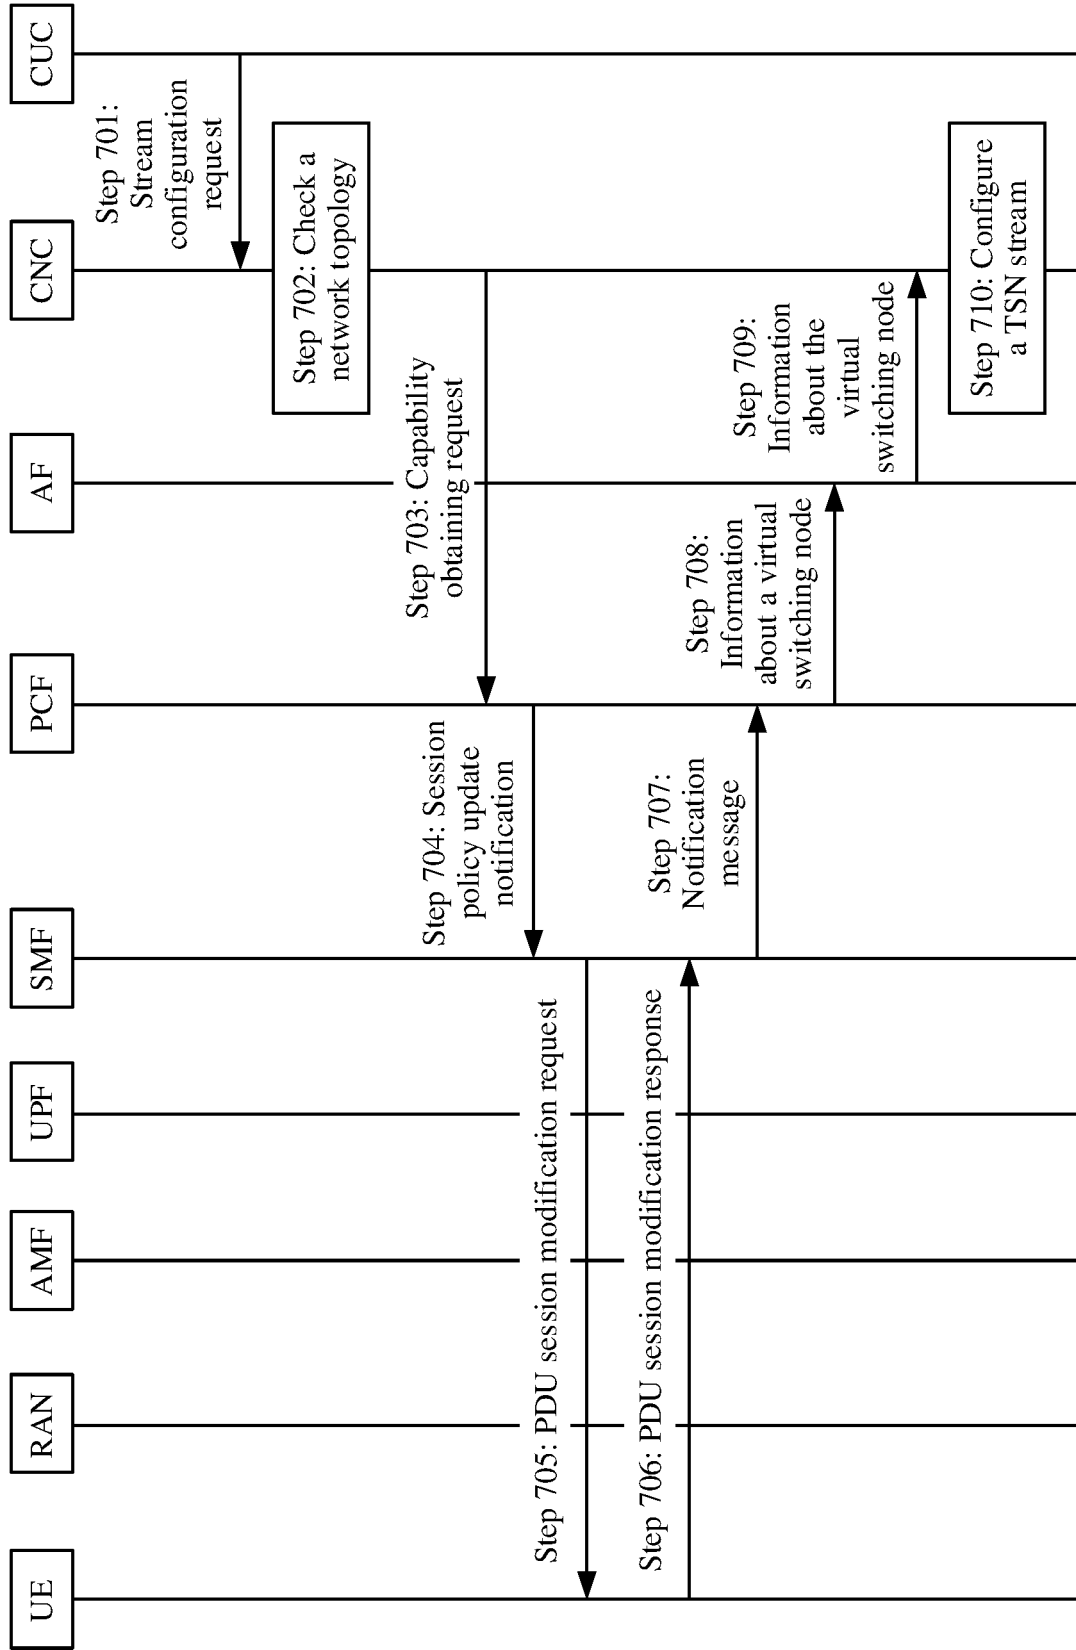 UE
RAN
AMF
UPF
SMF
PCF
AF
CNC
CUC
Step 701:
Stream
configuration
request
Step 702: Check a
network topology
Step 703: Capability
obtaining request
Step 704: Session
policy update
notification
Step 705: PDU session modification request
Step 706: PDU session modification response
Step 707:
Notification
message
Step 708:
Information
about a virtual
switching node
Step 709:
Information
about the
virtual
switching node
Step 710: Configure
a TSN stream